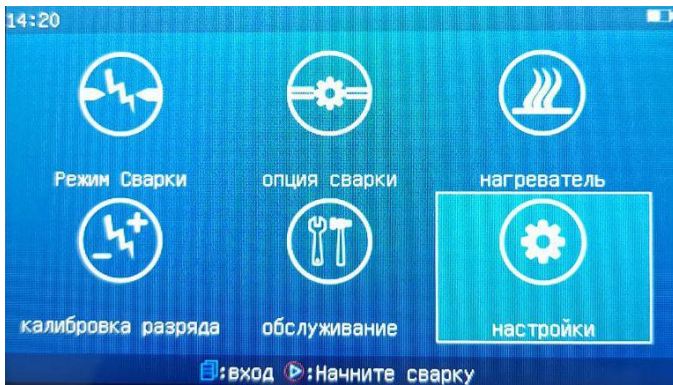 14:20
Режим Сварки
опция сварки
нагреватель
калибровка разряда
обслуживание
настройки
:вход :Начните сварку